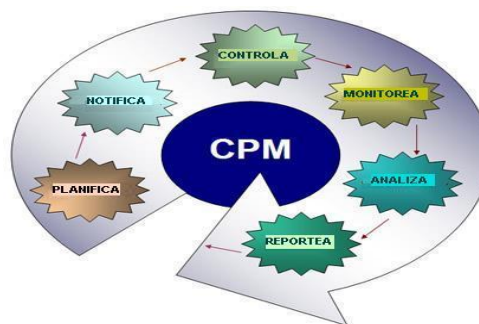 CONTROLA
NOTIFICA
MONITOREA
CPM
PLANIFICA
ANALIZA
REPORTEA